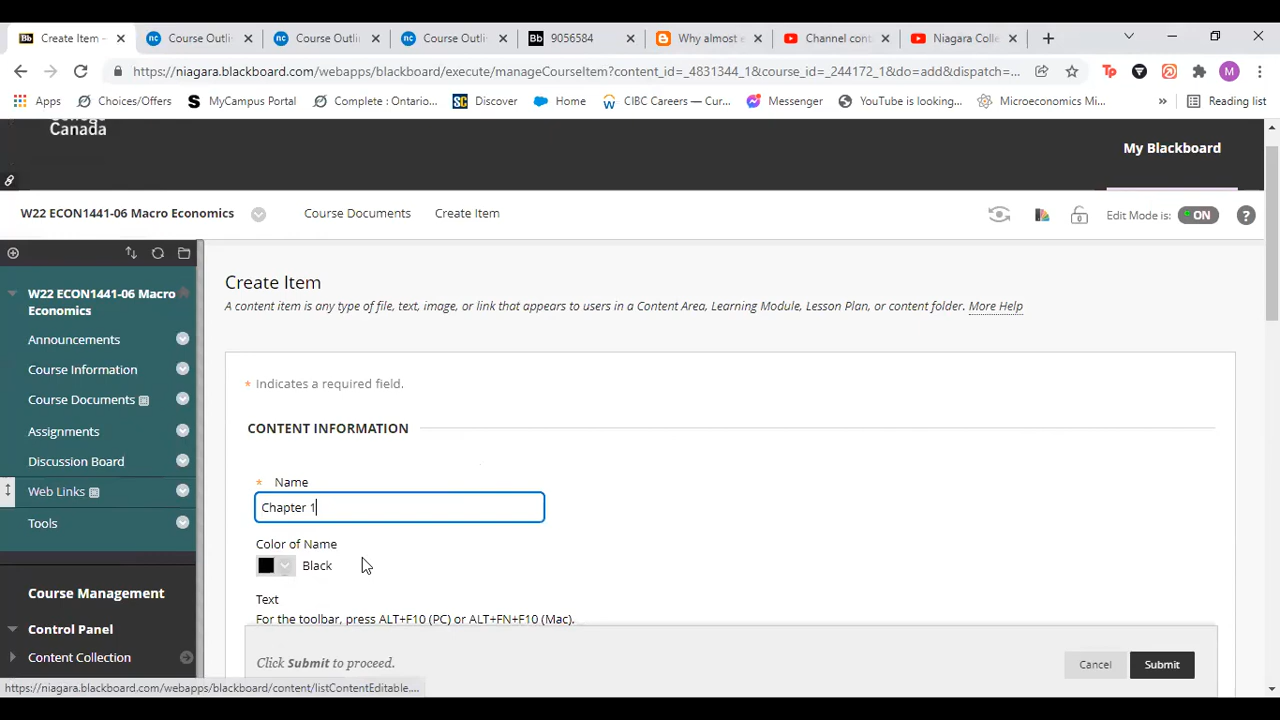 Create Item –
Course Outli
Course Outli
Course Outli
Bb 9056584
Why almost e
Channel cont
Niagara Colle
https://niagara.blackboard.com/webapps/blackboard/execute/manageCourseItem?content_id=_4831344_1&course_id=_244172_1&do=add&dispatch=...
Apps
Choices/Offers
MyCampus Portal
Complete : Ontario...
Discover
Home
CIBC Careers — Cur...
Messenger
YouTube is looking...
Microeconomics Mi...
»
Reading list
Canada
My Blackboard
W22 ECON1441-06 Macro Economics
Course Documents
Create Item
Edit Mode is:
ON
?
W22 ECON1441-06 Macro
Economics
Announcements
Course Information
Course Documents
Assignments
Discussion Board
Web Links
Tools
Course Management
Control Panel
Content Collection
Create Item
A content item is any type of file, text, image, or link that appears to users in a Content Area, Learning Module, Lesson Plan, or content folder. More Help
* Indicates a required field.
CONTENT INFORMATION
* Name
Chapter 1
Color of Name
Black
Text
For the toolbar, press ALT+F10 (PC) or ALT+FN+F10 (Mac).
Click Submit to proceed.
Cancel
Submit
https://niagara.blackboard.com/webapps/blackboard/content/listContentEditable....